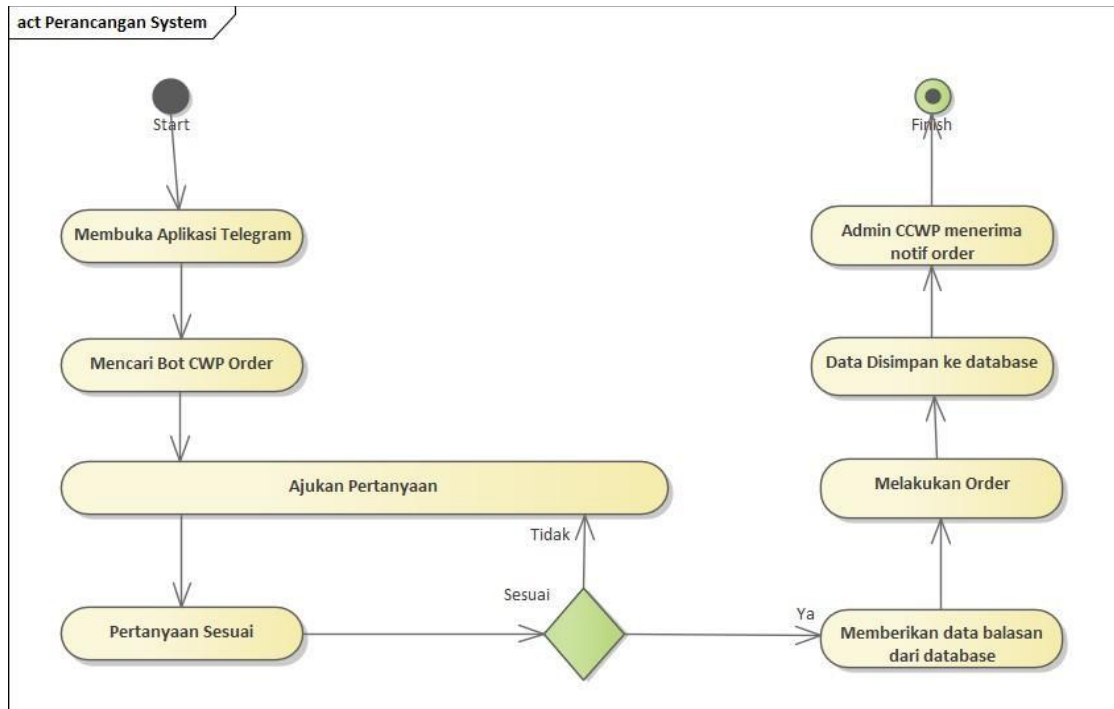 act Perancangan System
Start
Membuka Aplikasi Telegram
Mencari Bot CWP Order
Ajukan Pertanyaan
Tidak
Pertanyaan Sesuai
Sesuai
Ya
Memberikan data balasan
dari database
Melakukan Order
Data Disimpan ke database
Admin CCWP menerima
notif order
Finish